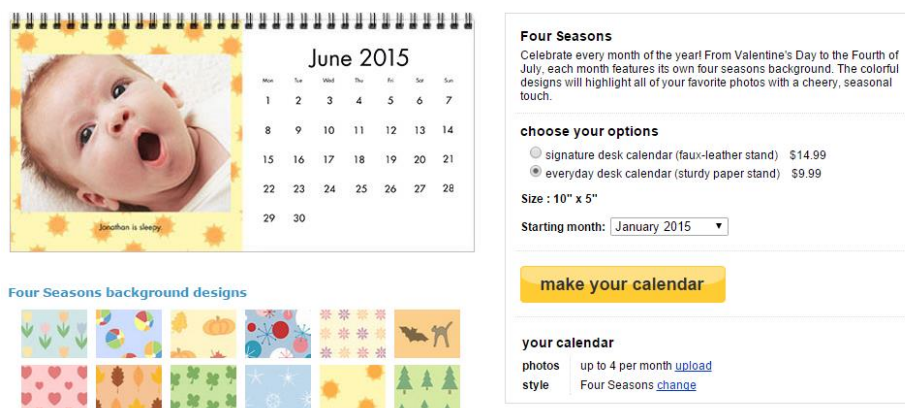 June 2015
Mon Tue Wed Thu Fri Sat Sun
1 2 3 4 5 6 7
8 9 10 11 12 13 14
15 16 17 18 19 20 21
22 23 24 25 26 27 28
29 30
Jonathan is sleepy.
Four Seasons background designs
Four Seasons
Celebrate every month of the year! From Valentine's Day to the Fourth of
July, each month features its own four seasons background. The colorful
designs will highlight all of your favorite photos with a cheery, seasonal
touch.
choose your options
signature desk calendar (faux-leather stand) $14.99
everyday desk calendar (sturdy paper stand) $9.99
Size : 10" x 5"
Starting month: January 2015
make your calendar
your calendar
photos up to 4 per month upload
style Four Seasons change